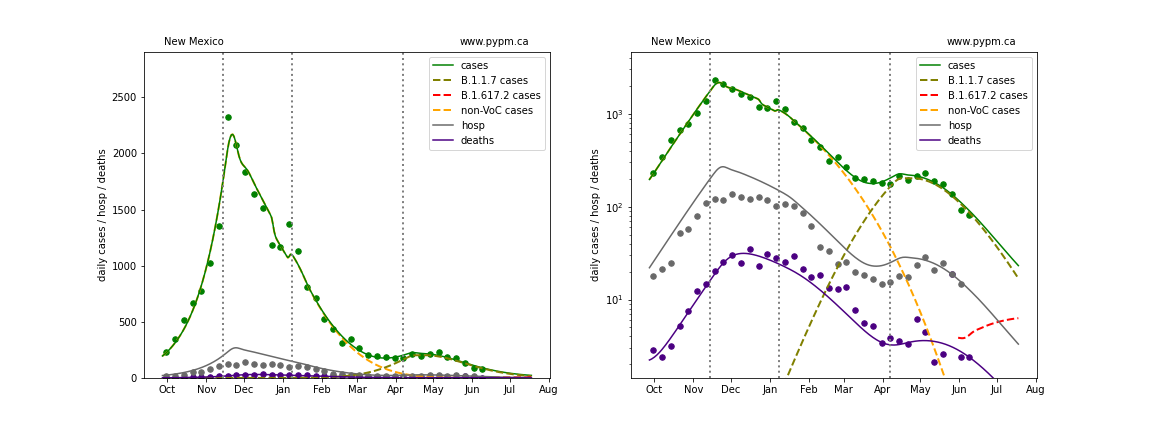 New Mexico
www.pypm.ca
daily cases / hosp / deaths
2500
2000
1500
1000
500
0
Oct Nov Dec Jan Feb Mar Apr May Jun Jul Aug
cases
B.1.1.7 cases
B.1.617.2 cases
non-VoC cases
hosp
deaths
New Mexico
www.pypm.ca
daily cases / hosp / deaths
10³
10²
10¹
Oct Nov Dec Jan Feb Mar Apr May Jun Jul Aug
cases
B.1.1.7 cases
B.1.617.2 cases
non-VoC cases
hosp
deaths